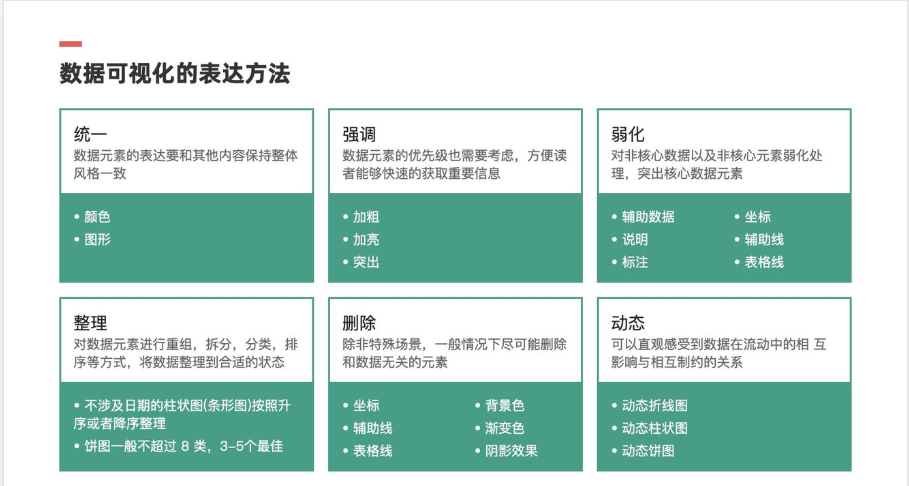 数据可视化的表达方法
统一
数据元素的表达要和其他内容保持整体
风格一致
• 颜色
• 图形
强调
数据元素的优先级也需要考虑，方便读
者能够快速的获取重要信息
• 加粗
• 加亮
• 突出
弱化
对非核心数据以及非核心元素弱化处
理，突出核心数据元素
• 辅助数据
• 说明
• 标注
• 坐标
• 辅助线
• 表格线
整理
对数据元素进行重组，拆分，分类，排
序等方式，将数据整理到合适的状态
• 不涉及日期的柱状图(条形图)按照升
序或者降序整理
• 饼图一般不超过 8 类，3-5个最佳
删除
除非特殊场景，一般情况下尽可能删除
和数据无关的元素
• 坐标
• 辅助线
• 表格线
• 背景色
• 渐变色
• 阴影效果
动态
可以直观感受到数据在流动中的相 互
影响与相互制约的关系
• 动态折线图
• 动态柱状图
• 动态饼图